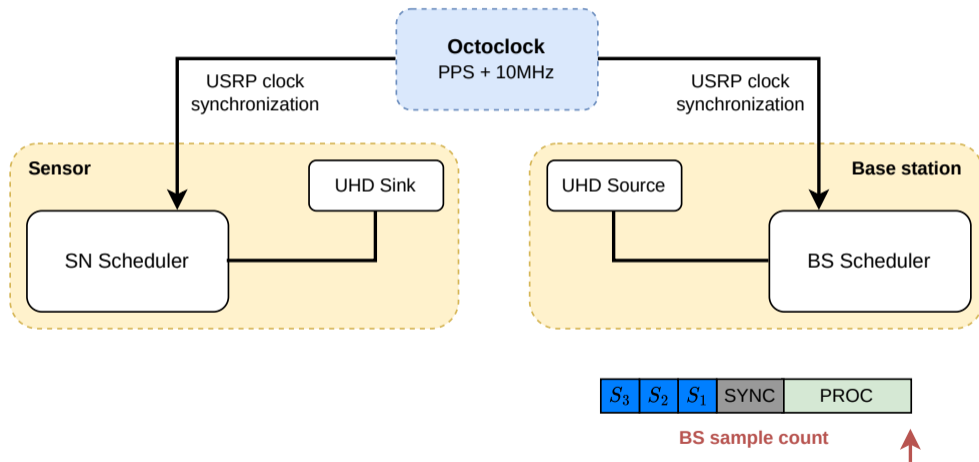 Octoclock
PPS + 10MHz
USRP clock
synchronization
USRP clock
synchronization
Sensor
UHD Sink
SN Scheduler
UHD Source
Base station
BS Scheduler
S₃ S₂ S₁ SYNC PROC
BS sample count